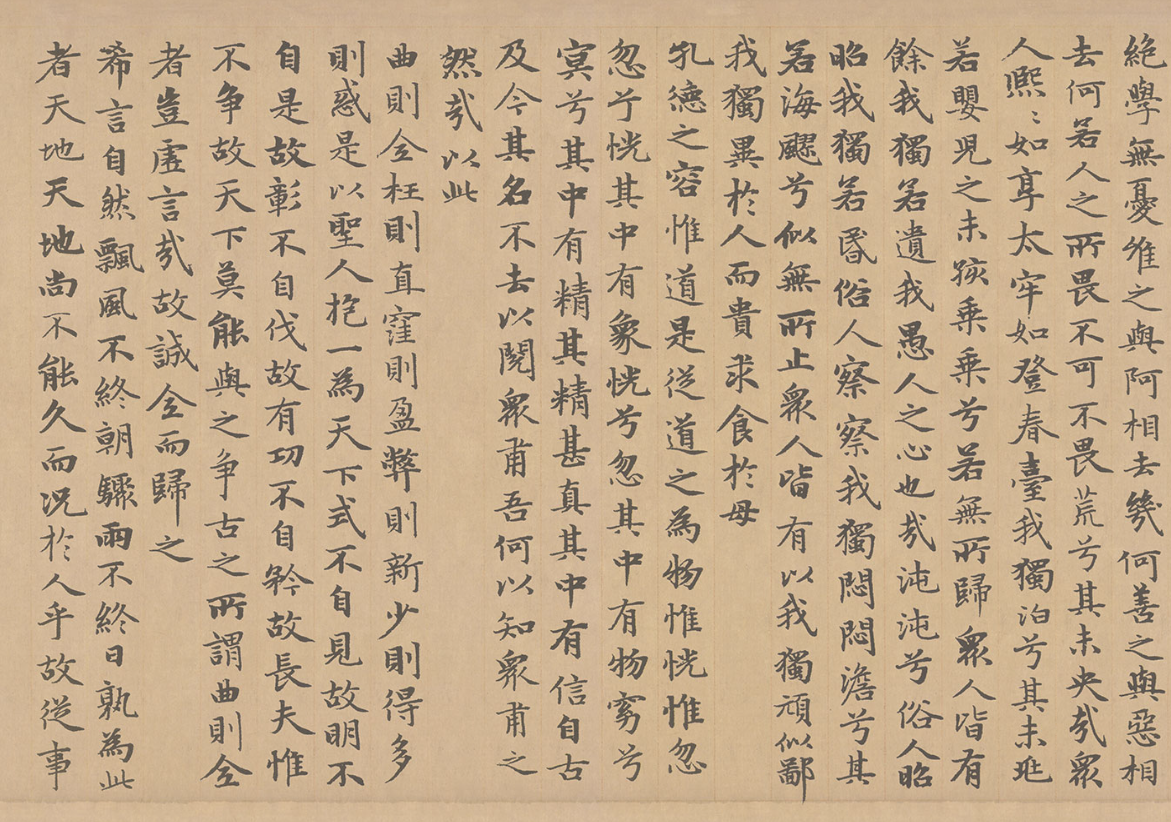 絕學無憂唯之與阿相去幾何善之與惡相
去何若人之所畏不可不畏荒兮其未央哉眾
人熙〻如享太牢如登春臺我獨泊兮其未兆
若嬰兒之未孩乘乘兮若無所歸眾人皆有
餘我獨若遺我愚人之心也哉沌沌兮俗人昭
昭我獨若昏俗人察察我獨悶悶澹兮其
若海飂兮似無所止眾人皆有以我獨頑似鄙
我獨異於人而貴求食於母
孔德之容惟道是從道之為物惟恍惟忽
忽兮恍其中有象恍兮忽其中有物窈兮
冥兮其中有精其精甚真其中有信自古
及今其名不去以閱眾甫吾何以知眾甫之
然哉以此
曲則全枉則直窪則盈弊則新少則得多
則惑是以聖人抱一為天下式不自見故明不
自是故彰不自伐故有功不自矜故長夫惟
不爭故天下莫能與之爭古之所謂曲則全
者豈虛言哉故誠全而歸之
希言自然飄風不終朝驟雨不終日孰為此
者天地天地尚不能久而況於人乎故從事